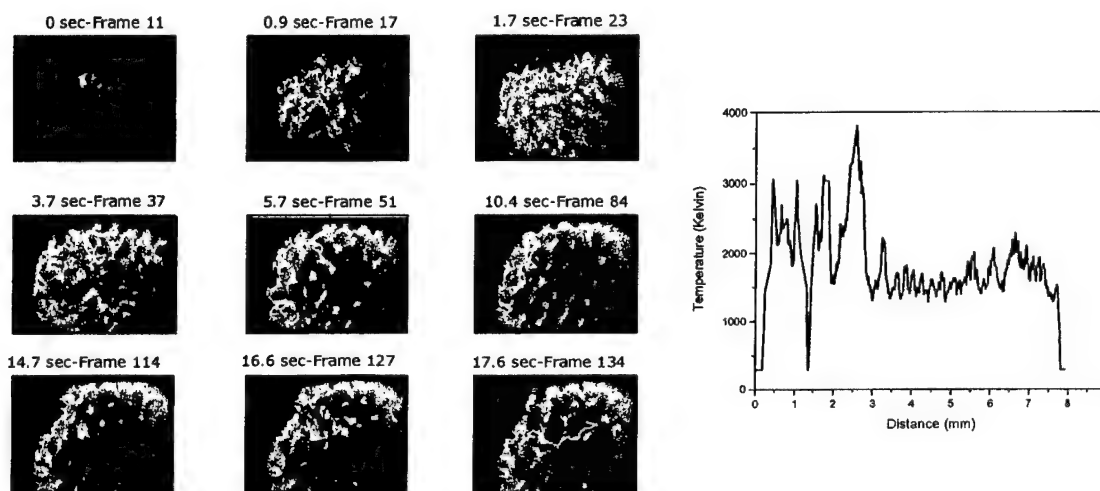 0 sec-Frame 11
0.9 sec-Frame 17
1.7 sec-Frame 23
3.7 sec-Frame 37
5.7 sec-Frame 51
10.4 sec-Frame 84
14.7 sec-Frame 114
16.6 sec-Frame 127
17.6 sec-Frame 134
4000
3000
2000
1000
0
Temperature (Kelvin)
0 1 2 3 4 5 6 7 8
Distance (mm)